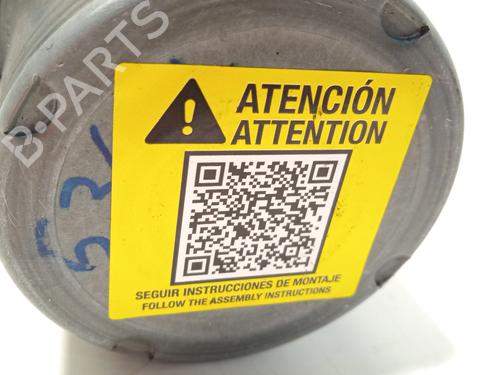 B-PARTS
ATENCIÓN
ATTENTION
SEGUIR INSTRUCCIONES DE MONTAJE
FOLLOW THE ASSEMBLY INSTRUCTIONS